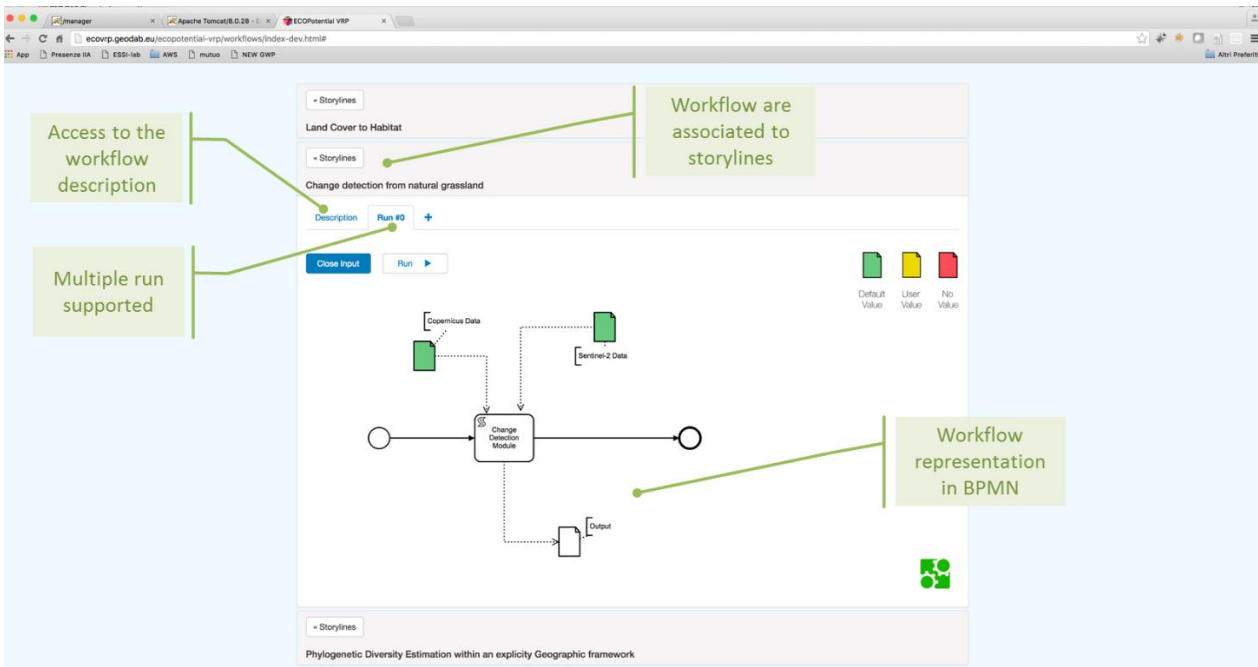 /manager
Apache Tomcat/8.0.28 -
ECOPotential VRP
ecovrp.geodab.eu/ecopotential-vrp/workflows/index-dev.html#
App
Presenze IIA
ESSI-lab
AWS
mutuo
NEW GWP
Altri Preferiti
« Storylines
Land Cover to Habitat
Workflow are
associated to
storylines
Access to the
workflow
description
« Storylines
Change detection from natural grassland
Description
Run #0
+
Multiple run
supported
Close Input
Run
Default
Value
User
Value
No
Value
Copernicus Data
Sentinel-2 Data
Change
Detection
Module
Workflow
representation
in BPMN
Output
« Storylines
Phylogenetic Diversity Estimation within an explicity Geographic framework